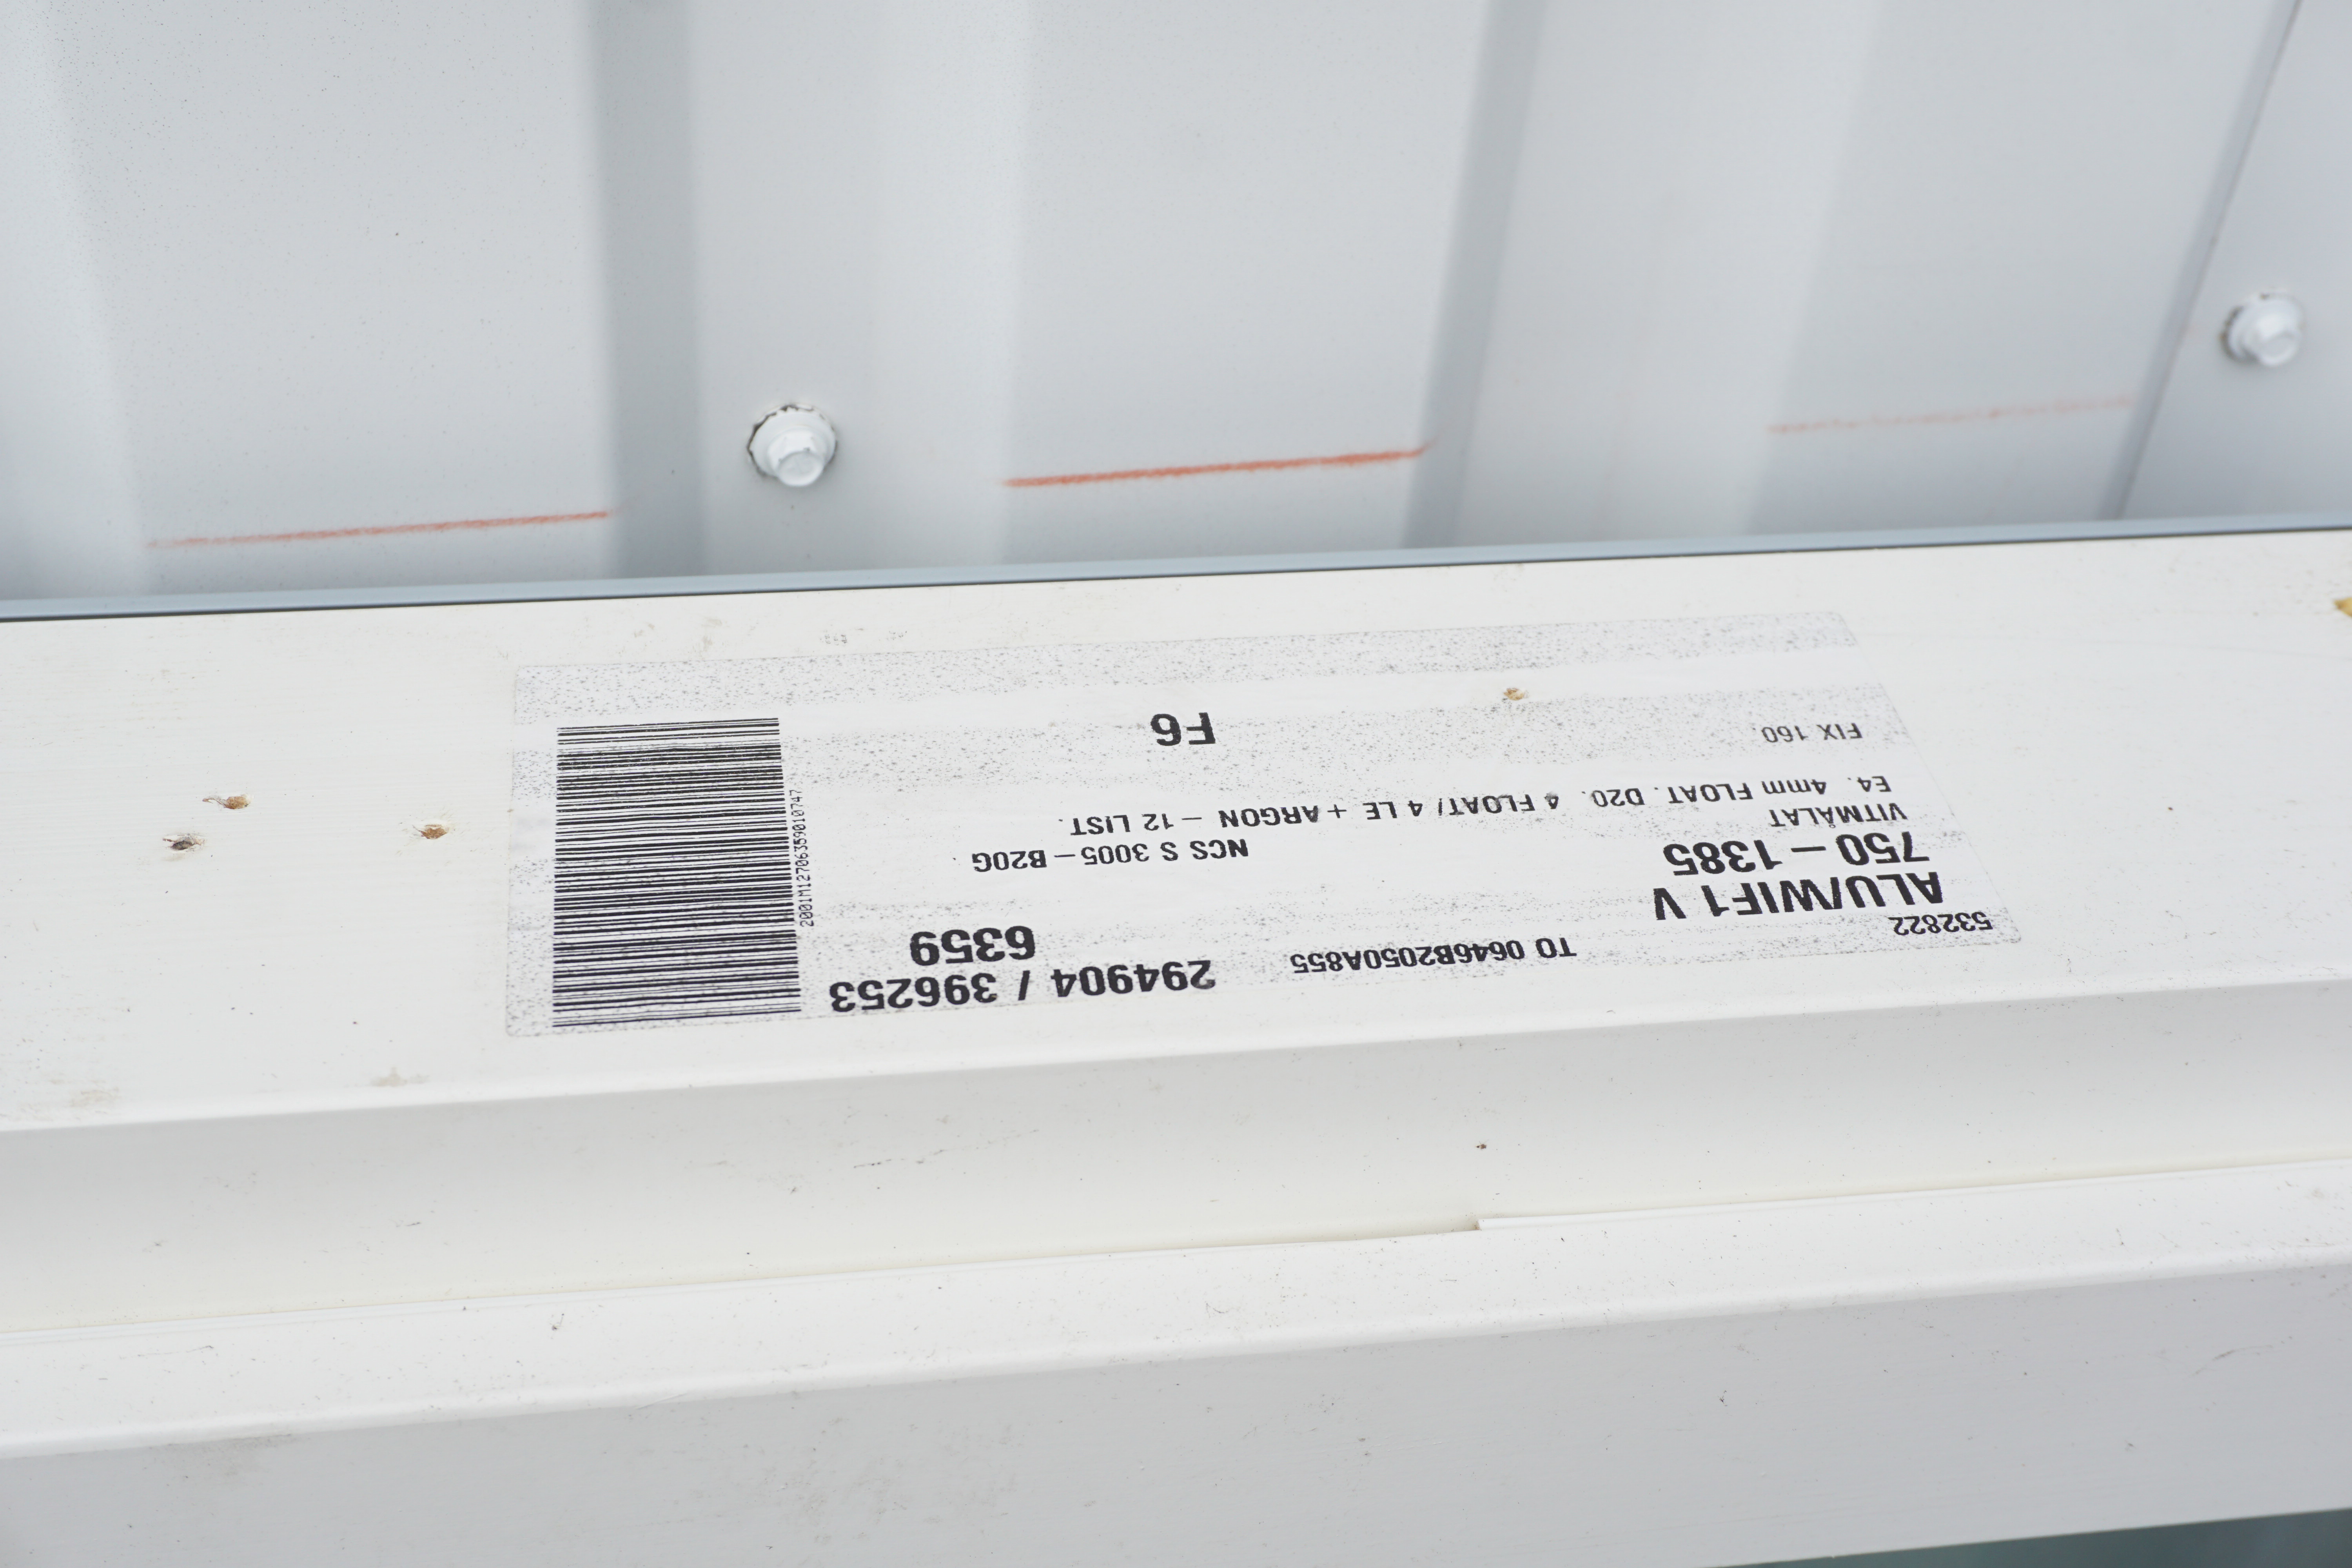 532822 TO 0646B2050A855 294904 / 396253
ALU/WIF1 V 6359
750-1385
VITMÅLAT NCS S 3005-B20G
E4. 4mm FLOAT. D20. 4 FLOAT/ 4 LE + ARGON - 12 LIST.
FIX 160 F6
2001M12706359010747